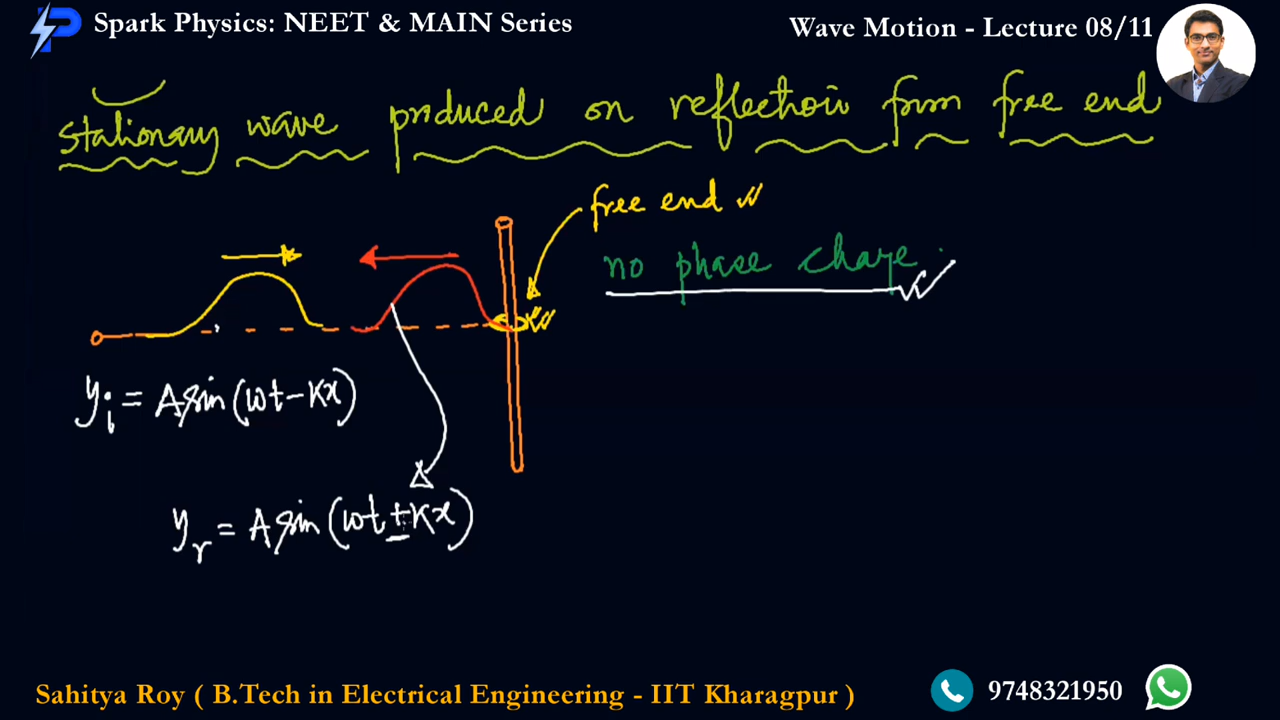 Spark Physics: NEET & MAIN Series
Wave Motion - Lecture 08/11
stationary wave produced on reflection from free end
free end
no phase change
y_i = A sin (ωt - Kx)
y_r = A sin (ωt + Kx)
Sahitya Roy ( B.Tech in Electrical Engineering - IIT Kharagpur )
9748321950